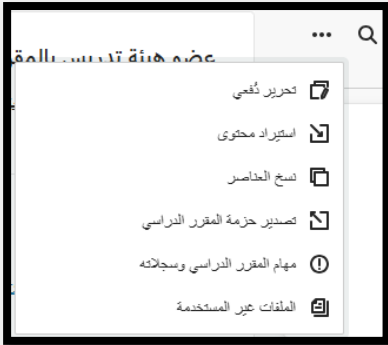 عضو هيئة تدريس بالمقر
تحرير دُفعي
استيراد محتوى
نسخ العناصر
تصدير حزمة المقرر الدراسي
مهام المقرر الدراسي وسجلاته
الملفات غير المستخدمة